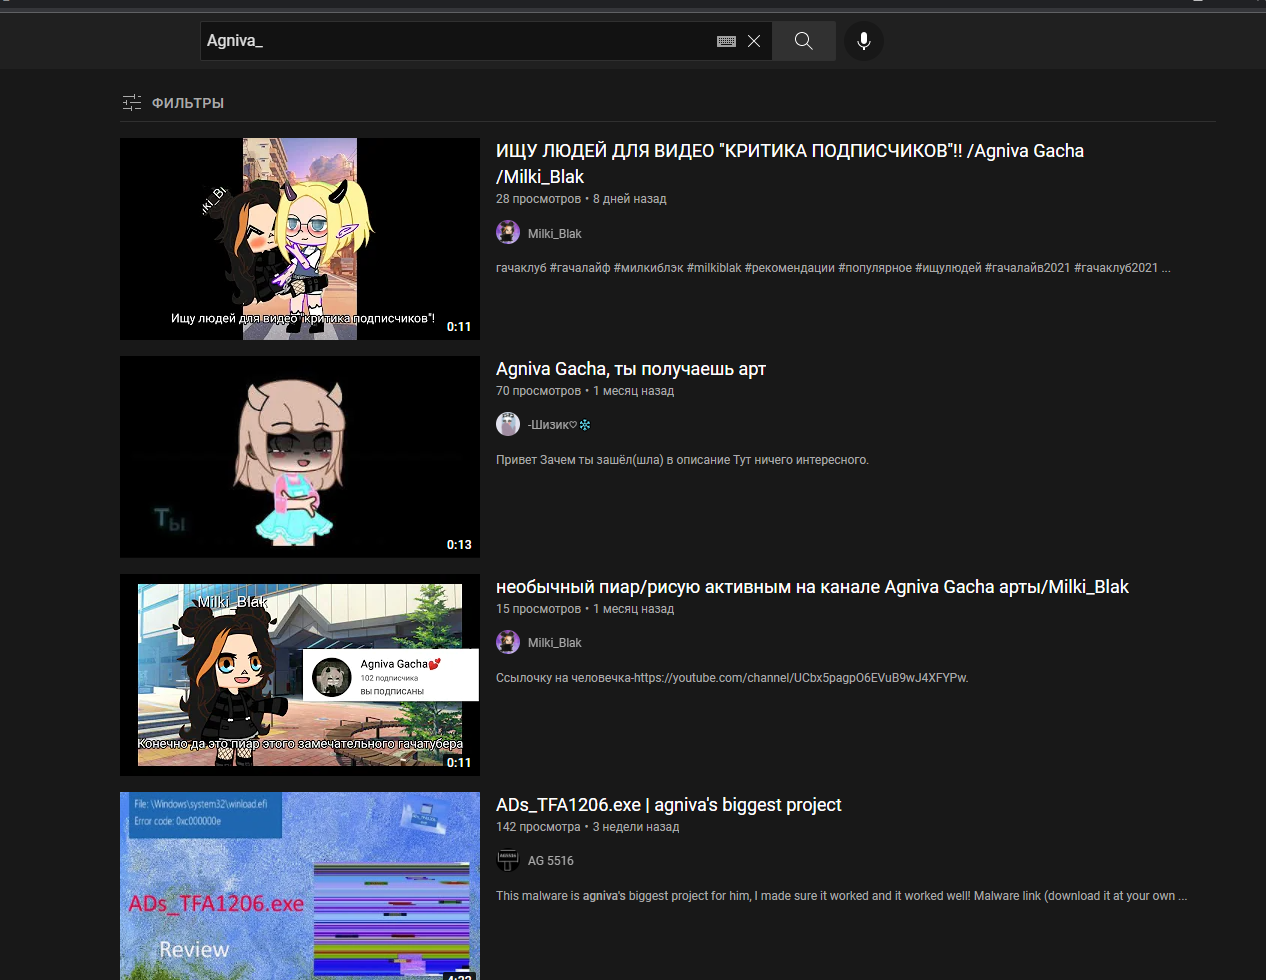 Agniva_
ФИЛЬТРЫ
ИЩУ ЛЮДЕЙ ДЛЯ ВИДЕО "КРИТИКА ПОДПИСЧИКОВ"!! /Agniva Gacha
/Milki_Blak
28 просмотров • 8 дней назад
Milki_Blak
гачаклуб #гачалайф #милкиблэк #milkiblak #рекомендации #популярное #ищулюдей #гачалайв2021 #гачаклуб2021 ...
Ищу людей для видео "критика подписчиков"!
0:11
Agniva Gacha, ты получаешь арт
70 просмотров • 1 месяц назад
-Шизик♡❄
Привет Зачем ты зашёл(шла) в описание Тут ничего интересного.
Ты
0:13
необычный пиар/рисую активным на канале Agniva Gacha арты/Milki_Blak
15 просмотров • 1 месяц назад
Milki_Blak
Ссылочку на человечка-https://youtube.com/channel/UCbx5pagpO6EVuB9wJ4XFYPw.
Milki_Blak
Agniva Gacha💕
102 подписчика
ВЫ ПОДПИСАНЫ
Конечно да это пиар этого замечательного гачатубера
0:11
ADs_TFA1206.exe | agniva's biggest project
142 просмотра • 3 недели назад
AG 5516
This malware is agniva's biggest project for him, I made sure it worked and it worked well! Malware link (download it at your own ...
File: \Windows\system32\winload.efi
Error code: 0xc000000e
ADs_TFA1206.exe
Review